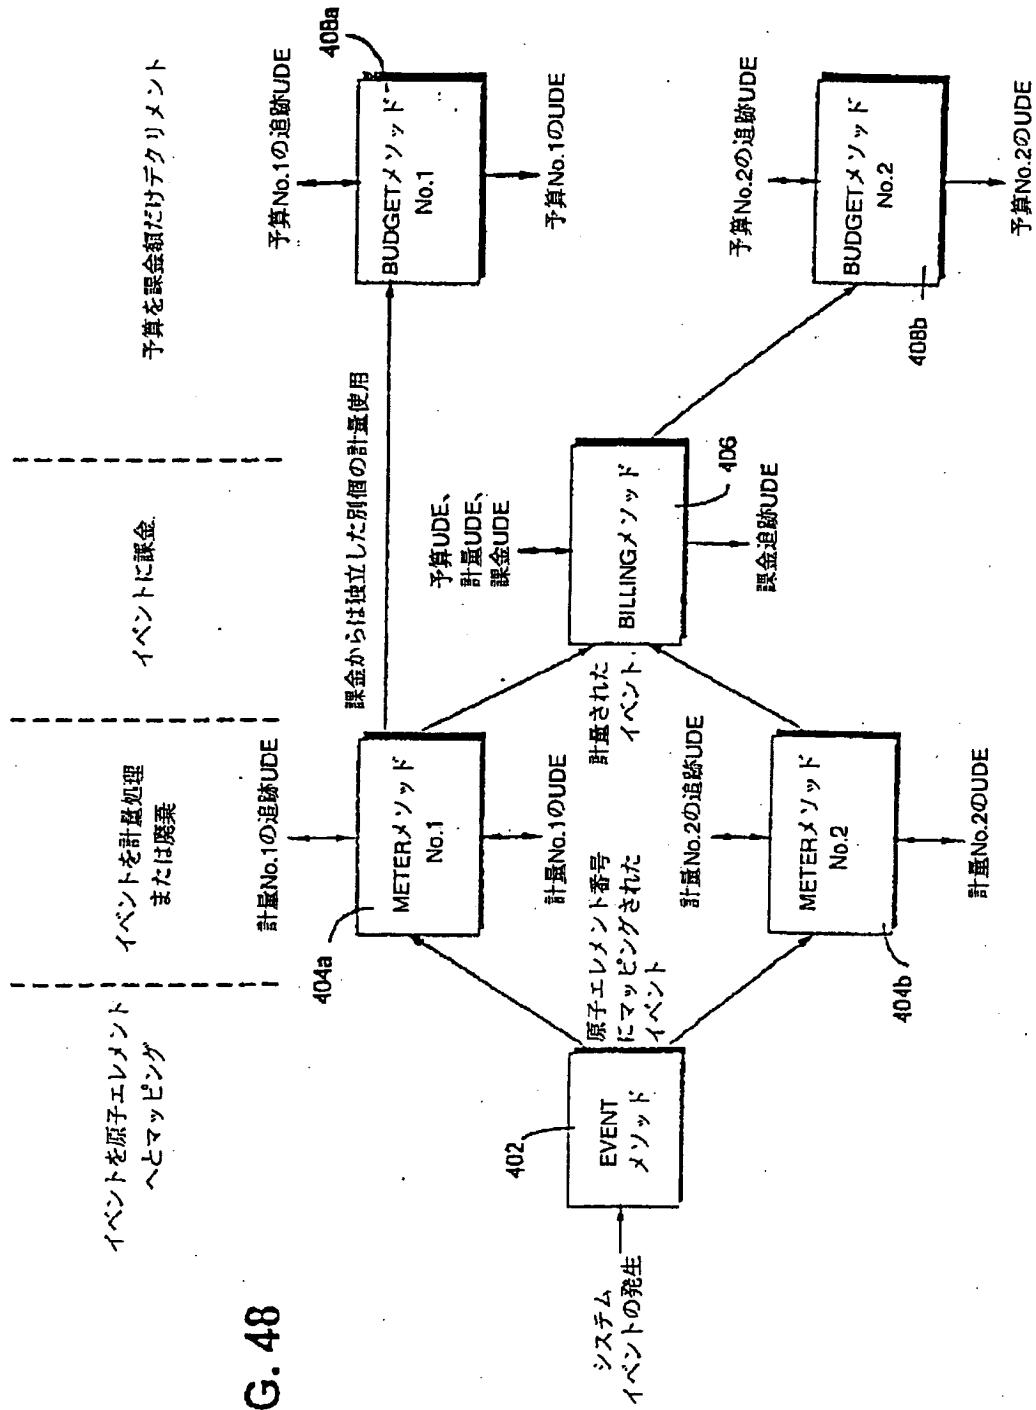 G. 48
イベントを原子エレメント
へとマッピング
イベントを計量処理
または廃棄
イベントに課金
予算を課金額だけデクリメント
システム
イベントの発生
402
EVENT
メソッド
原子エレメント番号
にマッピングされた
イベント
404a
計量No.1の追跡UDE
METERメソッド
No.1
計量No.1のUDE
計量No.2の追跡UDE
METERメソッド
No.2
404b
計量No.2のUDE
計量された
イベント
課金からは独立した別個の計量使用
予算UDE、
計量UDE、
課金UDE
BILLINGメソッド
406
課金追跡UDE
予算No.1の追跡UDE
408a
BUDGETメソッド
No.1
予算No.1のUDE
予算No.2の追跡UDE
BUDGETメソッド
No.2
408b
予算No.2のUDE